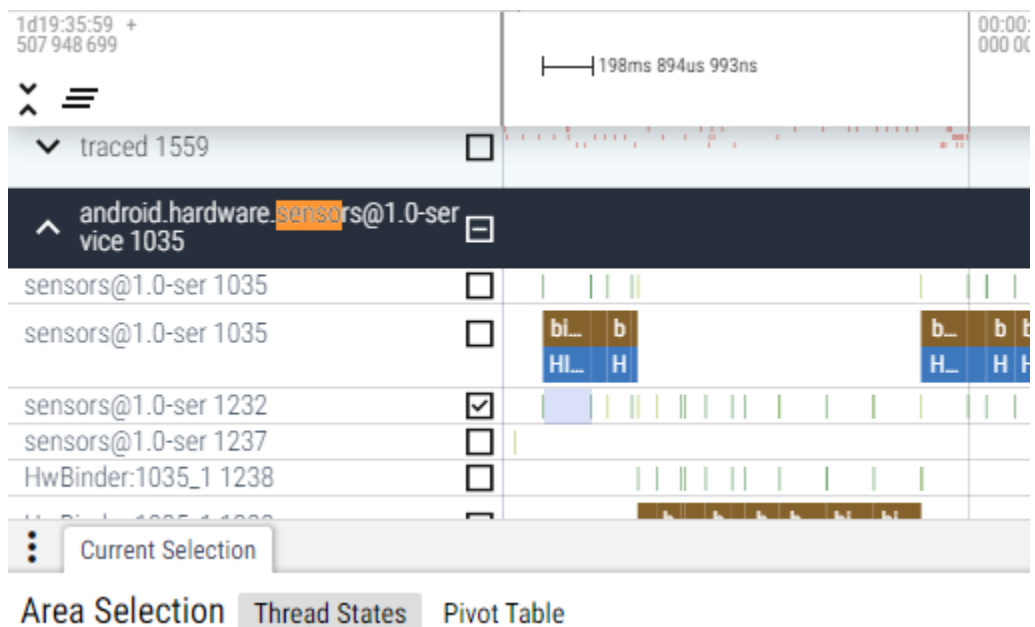 1d19:35:59 +
507 948 699
00:00:
000 00
198ms 894us 993ns
traced 1559
android.hardware.sensors@1.0-ser
vice 1035
sensors@1.0-ser 1035
sensors@1.0-ser 1035
bi... b b... b b
HI... H H... H H
sensors@1.0-ser 1232
sensors@1.0-ser 1237
HwBinder:1035_1 1238
b b b b bi bi
Current Selection
Area Selection Thread States Pivot Table